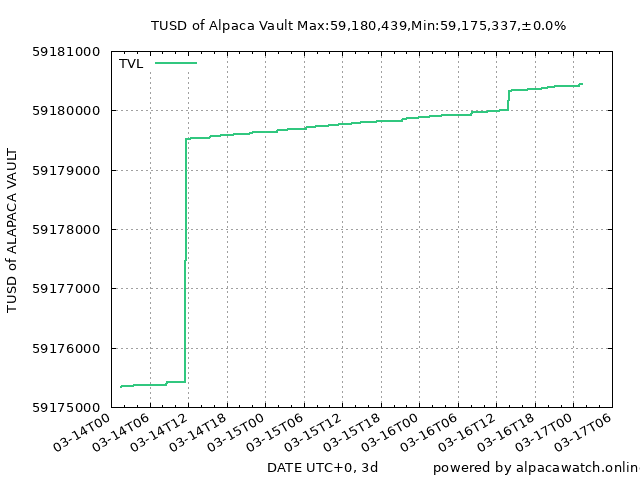 TUSD of Alpaca Vault Max:59,180,439,Min:59,175,337,±0.0%
TVL
59181000
59180000
59179000
59178000
59177000
59176000
59175000
TUSD of ALAPACA VAULT
03-14T00
03-14T06
03-14T12
03-14T18
03-15T00
03-15T06
03-15T12
03-15T18
03-16T00
03-16T06
03-16T12
03-16T18
03-17T00
03-17T06
DATE UTC+0, 3d
powered by alpacawatch.onlin